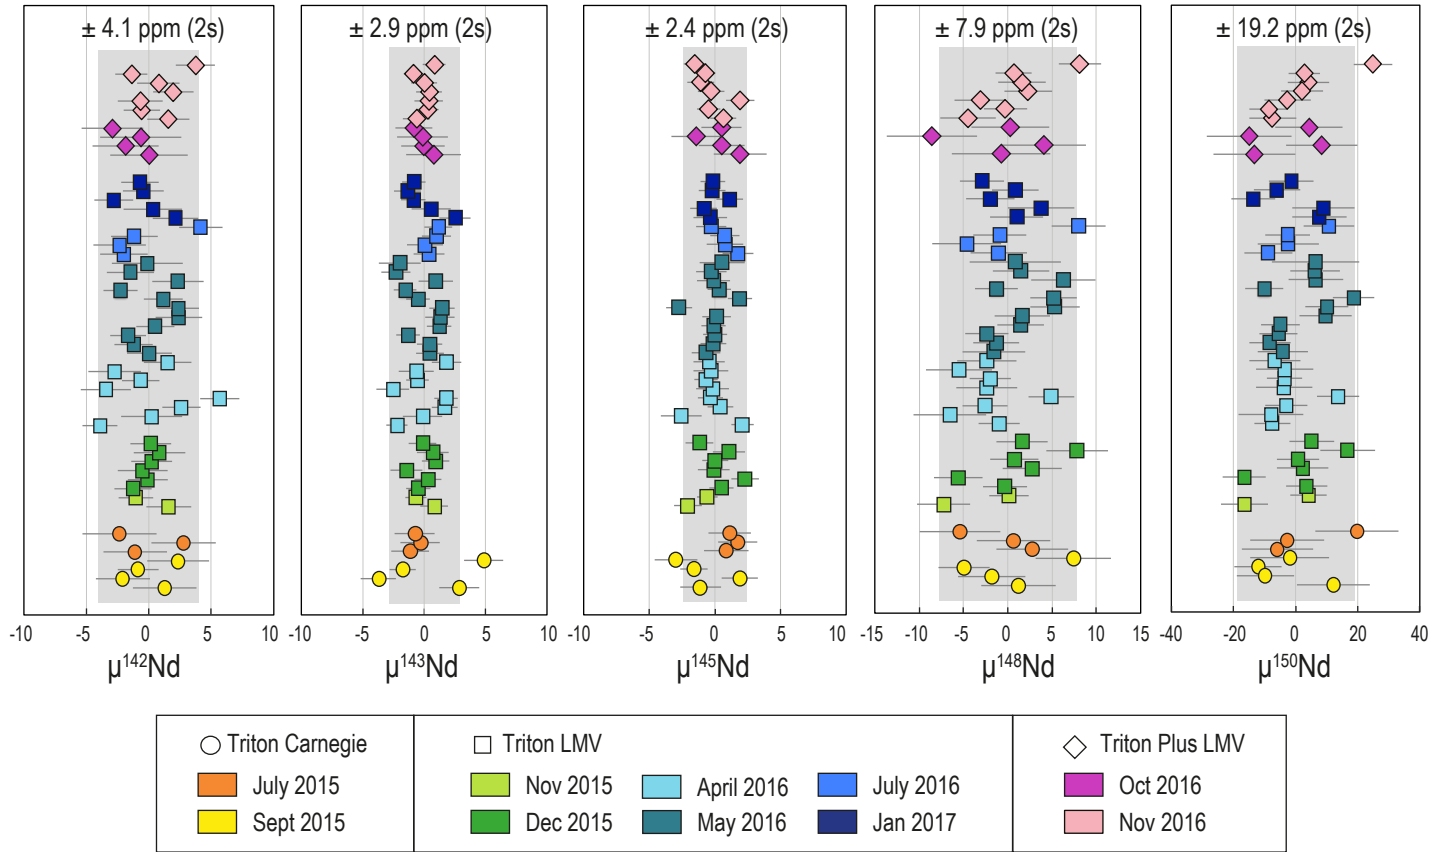 ± 4.1 ppm (2s) ± 2.9 ppm (2s) ± 2.4 ppm (2s) ± 7.9 ppm (2s) ± 19.2 ppm (2s)
-10 -5 0 5 10 -10 -5 0 5 10 -10 -5 0 5 10 -15 -10 -5 0 5 10 15 -40 -20 0 20 40
μ¹⁴²Nd μ¹⁴³Nd μ¹⁴⁵Nd μ¹⁴⁸Nd μ¹⁵⁰Nd
Triton Carnegie Triton LMV Triton Plus LMV
July 2015 Nov 2015 April 2016 July 2016 Oct 2016
Sept 2015 Dec 2015 May 2016 Jan 2017 Nov 2016